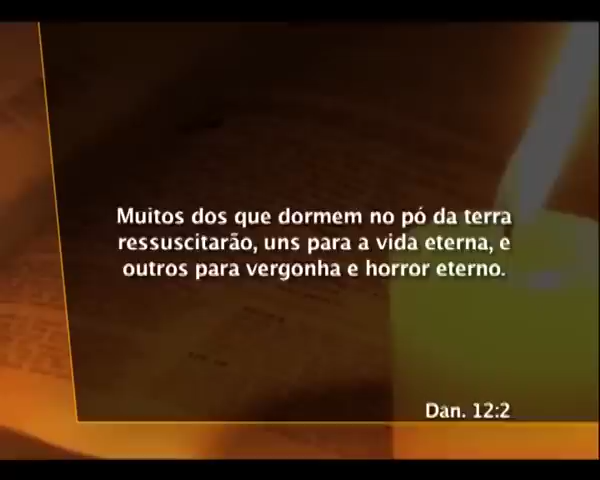 Muitos dos que dormem no pó da terra
ressuscitarão, uns para a vida eterna, e
outros para vergonha e horror eterno.
Dan. 12:2